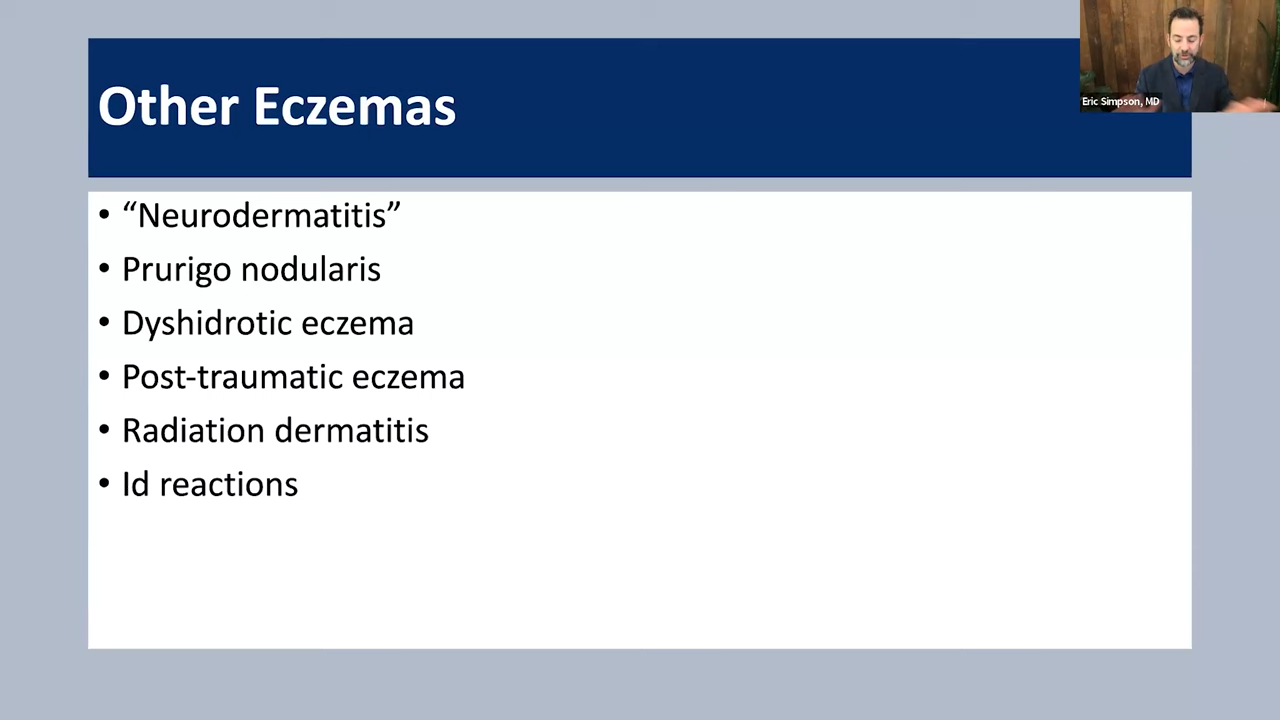 Other Eczemas
Eric Simpson, MD
• “Neurodermatitis”
• Prurigo nodularis
• Dyshidrotic eczema
• Post-traumatic eczema
• Radiation dermatitis
• Id reactions